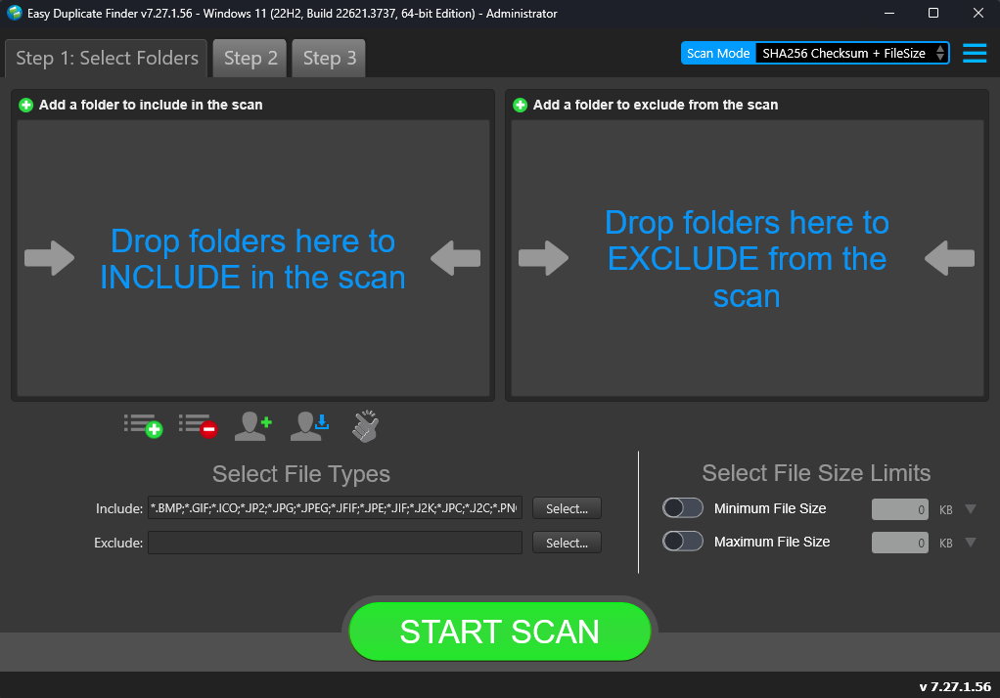 Easy Duplicate Finder v7.27.1.56 - Windows 11 (22H2, Build 22621.3737, 64-bit Edition) - Administrator
Step 1: Select Folders
Step 2
Step 3
Scan Mode
SHA256 Checksum + FileSize
Add a folder to include in the scan
Drop folders here to
INCLUDE in the scan
Add a folder to exclude from the scan
Drop folders here to
EXCLUDE from the
scan
Select File Types
Include:
*.BMP;*.GIF;*.ICO;*.JP2;*.JPG;*.JPEG;*.JFIF;*.JPE;*.JIF;*.J2K;*.JPC;*.J2C;*.PN
Select...
Exclude:
Select...
Select File Size Limits
Minimum File Size
0
KB
Maximum File Size
0
KB
START SCAN
v 7.27.1.56